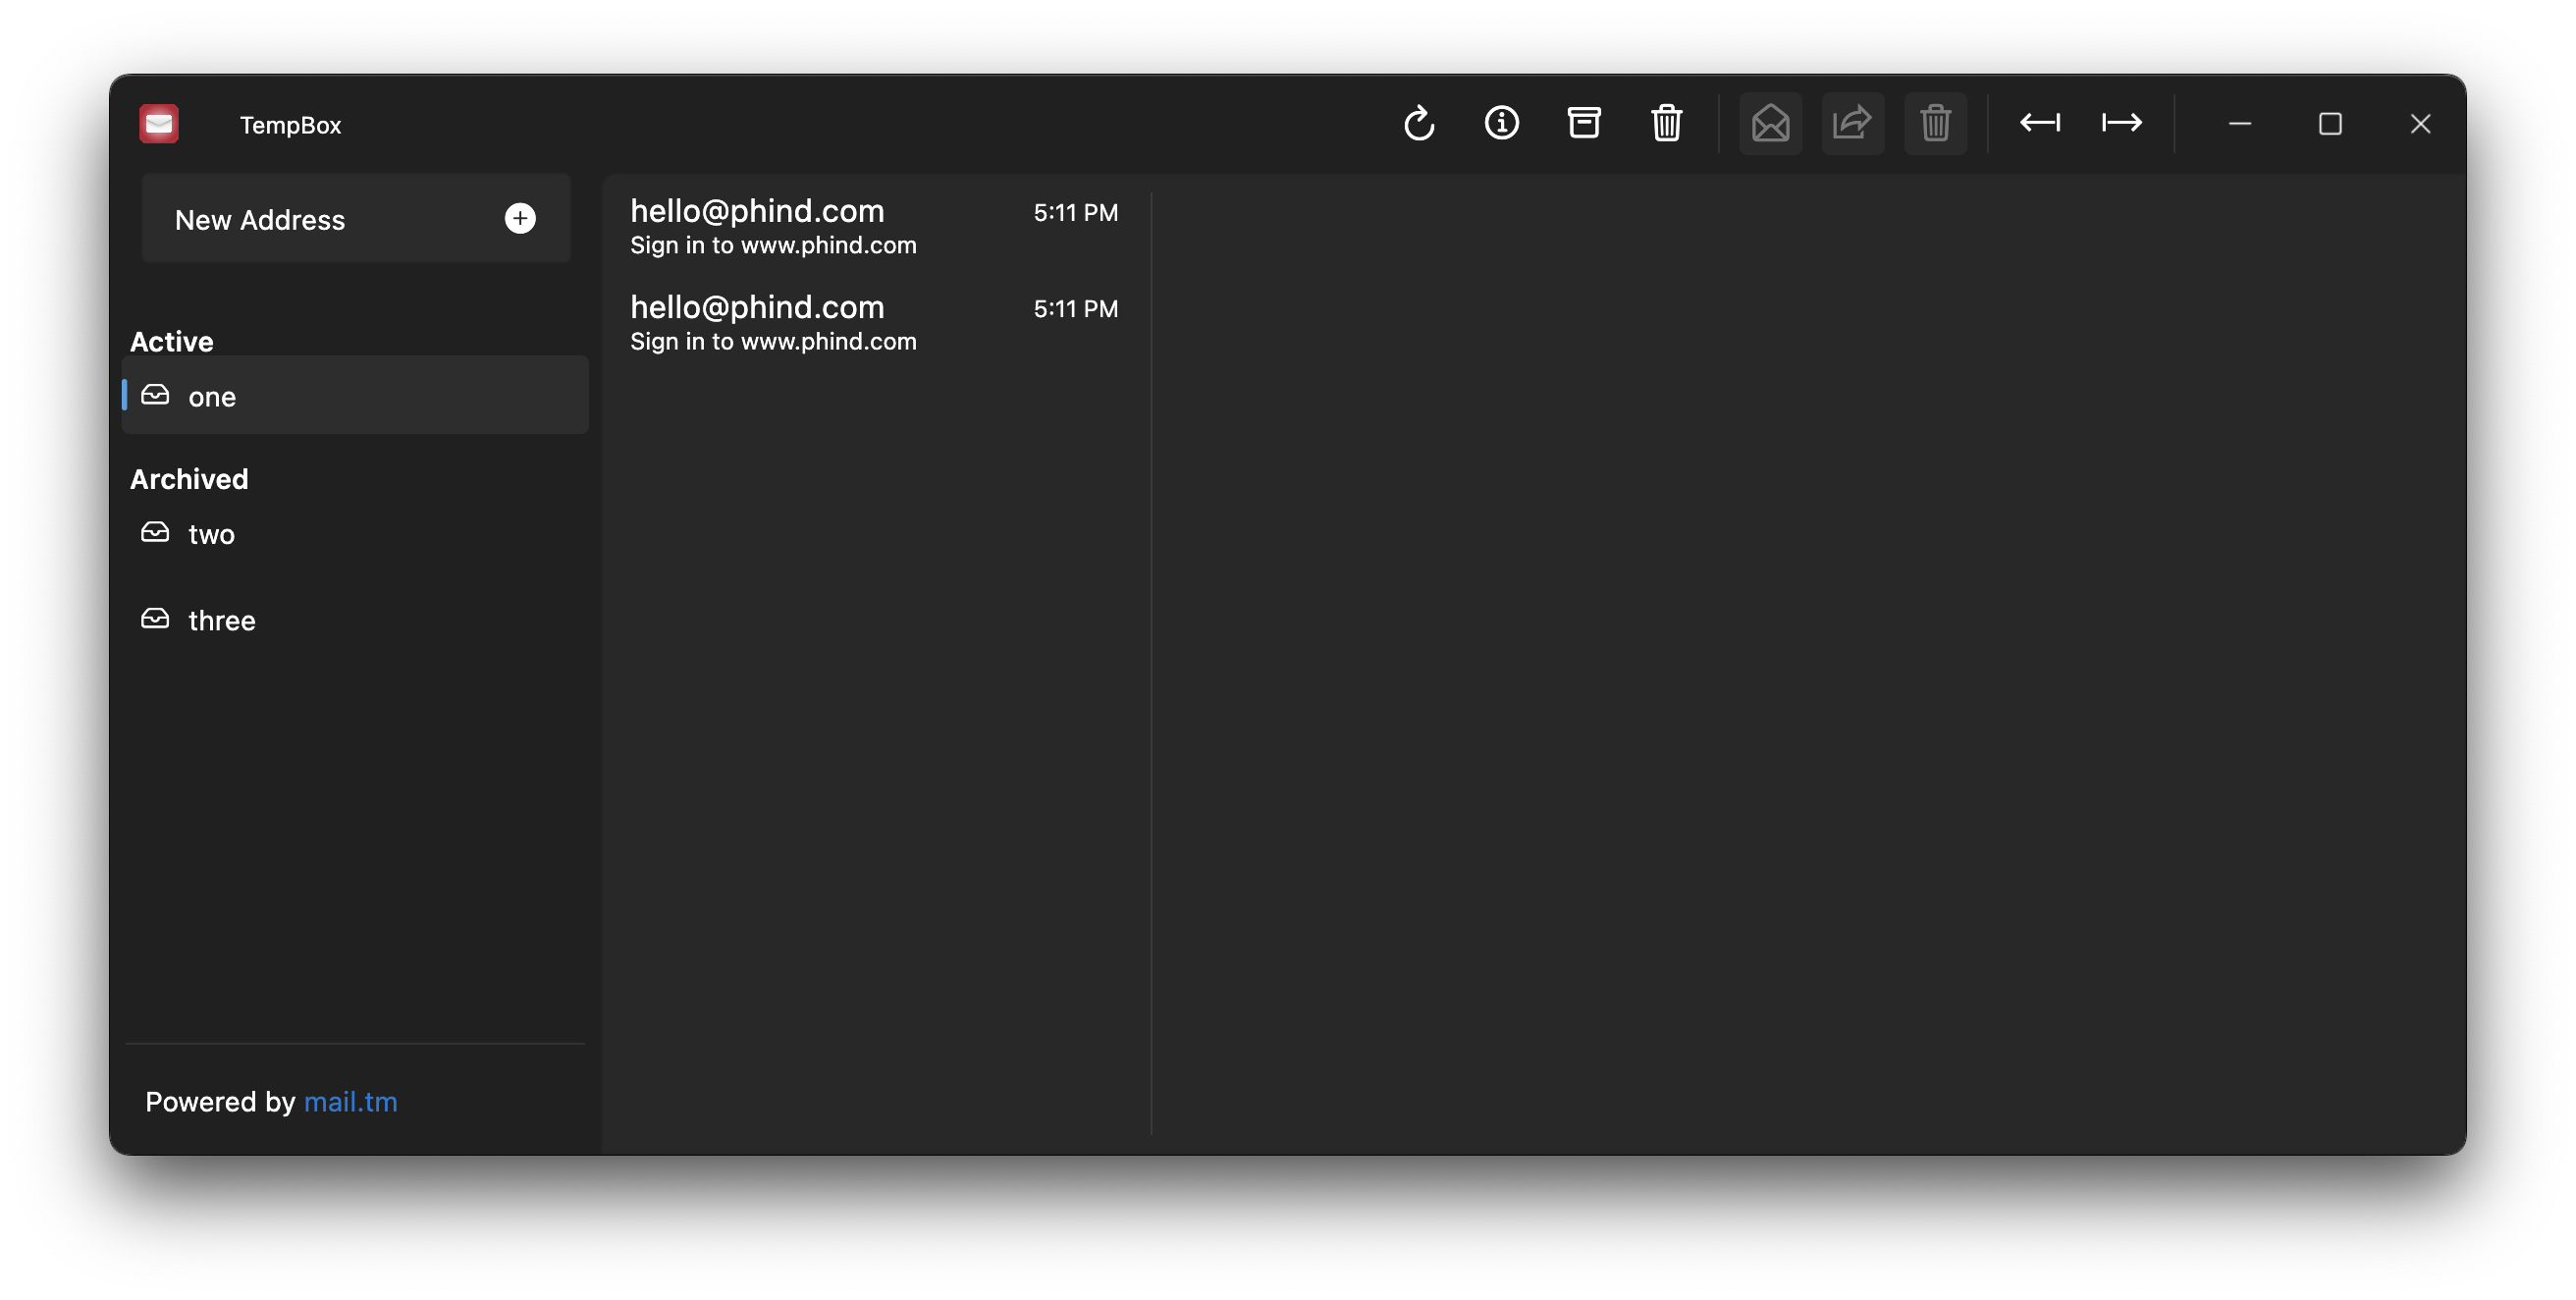 TempBox
New Address
Active
one
Archived
two
three
Powered by mail.tm
hello@phind.com 5:11 PM
Sign in to www.phind.com
hello@phind.com 5:11 PM
Sign in to www.phind.com